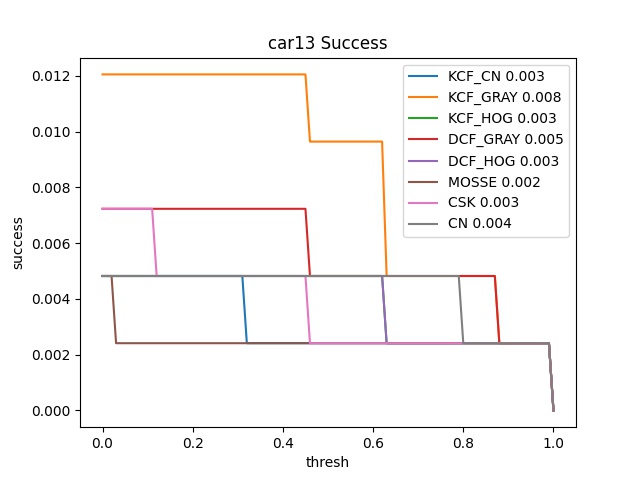 car13 Success
0.012
0.010
0.008
0.006
0.004
0.002
0.000
success
KCF_CN 0.003
KCF_GRAY 0.008
KCF_HOG 0.003
DCF_GRAY 0.005
DCF_HOG 0.003
MOSSE 0.002
CSK 0.003
CN 0.004
0.0 0.2 0.4 0.6 0.8 1.0
thresh